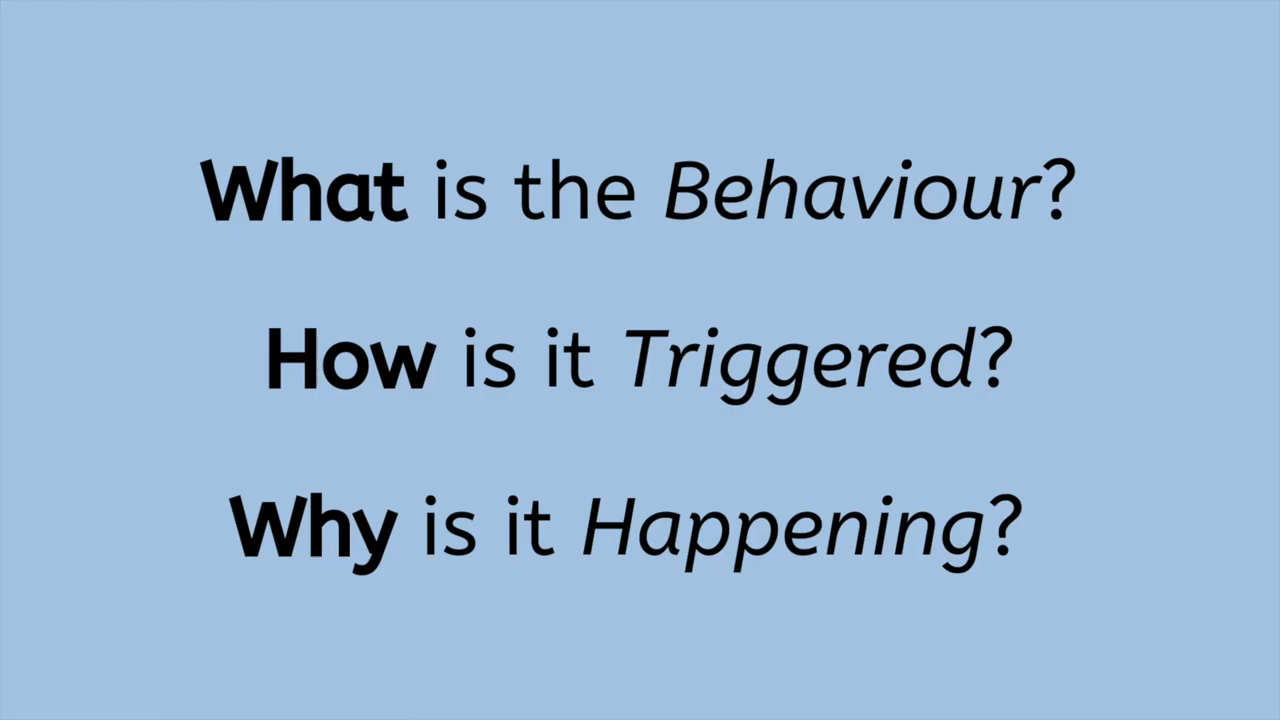 What is the Behaviour?
How is it Triggered?
Why is it Happening?